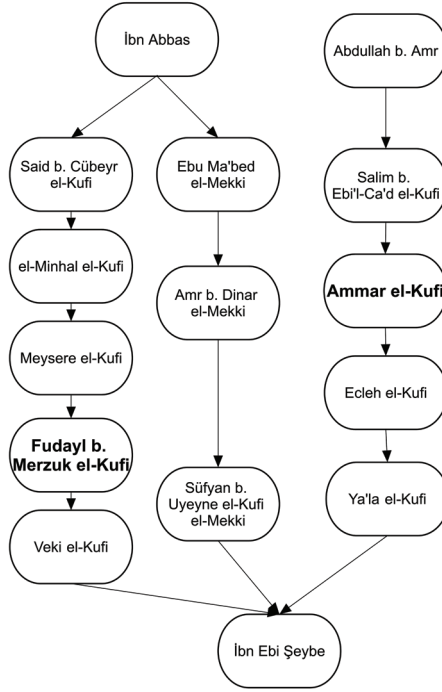 İbn Abbas
Abdullah b. Amr
Said b. Cübeyr
el-Kufi
Ebu Ma'bed
el-Mekki
Salim b.
Ebi'l-Ca'd el-Kufi
el-Minhal el-Kufi
Amr b. Dinar
el-Mekki
Ammar el-Kufi
Meysere el-Kufi
Ecleh el-Kufi
Fudayl b.
Merzuk el-Kufi
Süfyan b.
Uyeyne el-Kufi
el-Mekki
Ya'la el-Kufi
Veki el-Kufi
İbn Ebi Şeybe